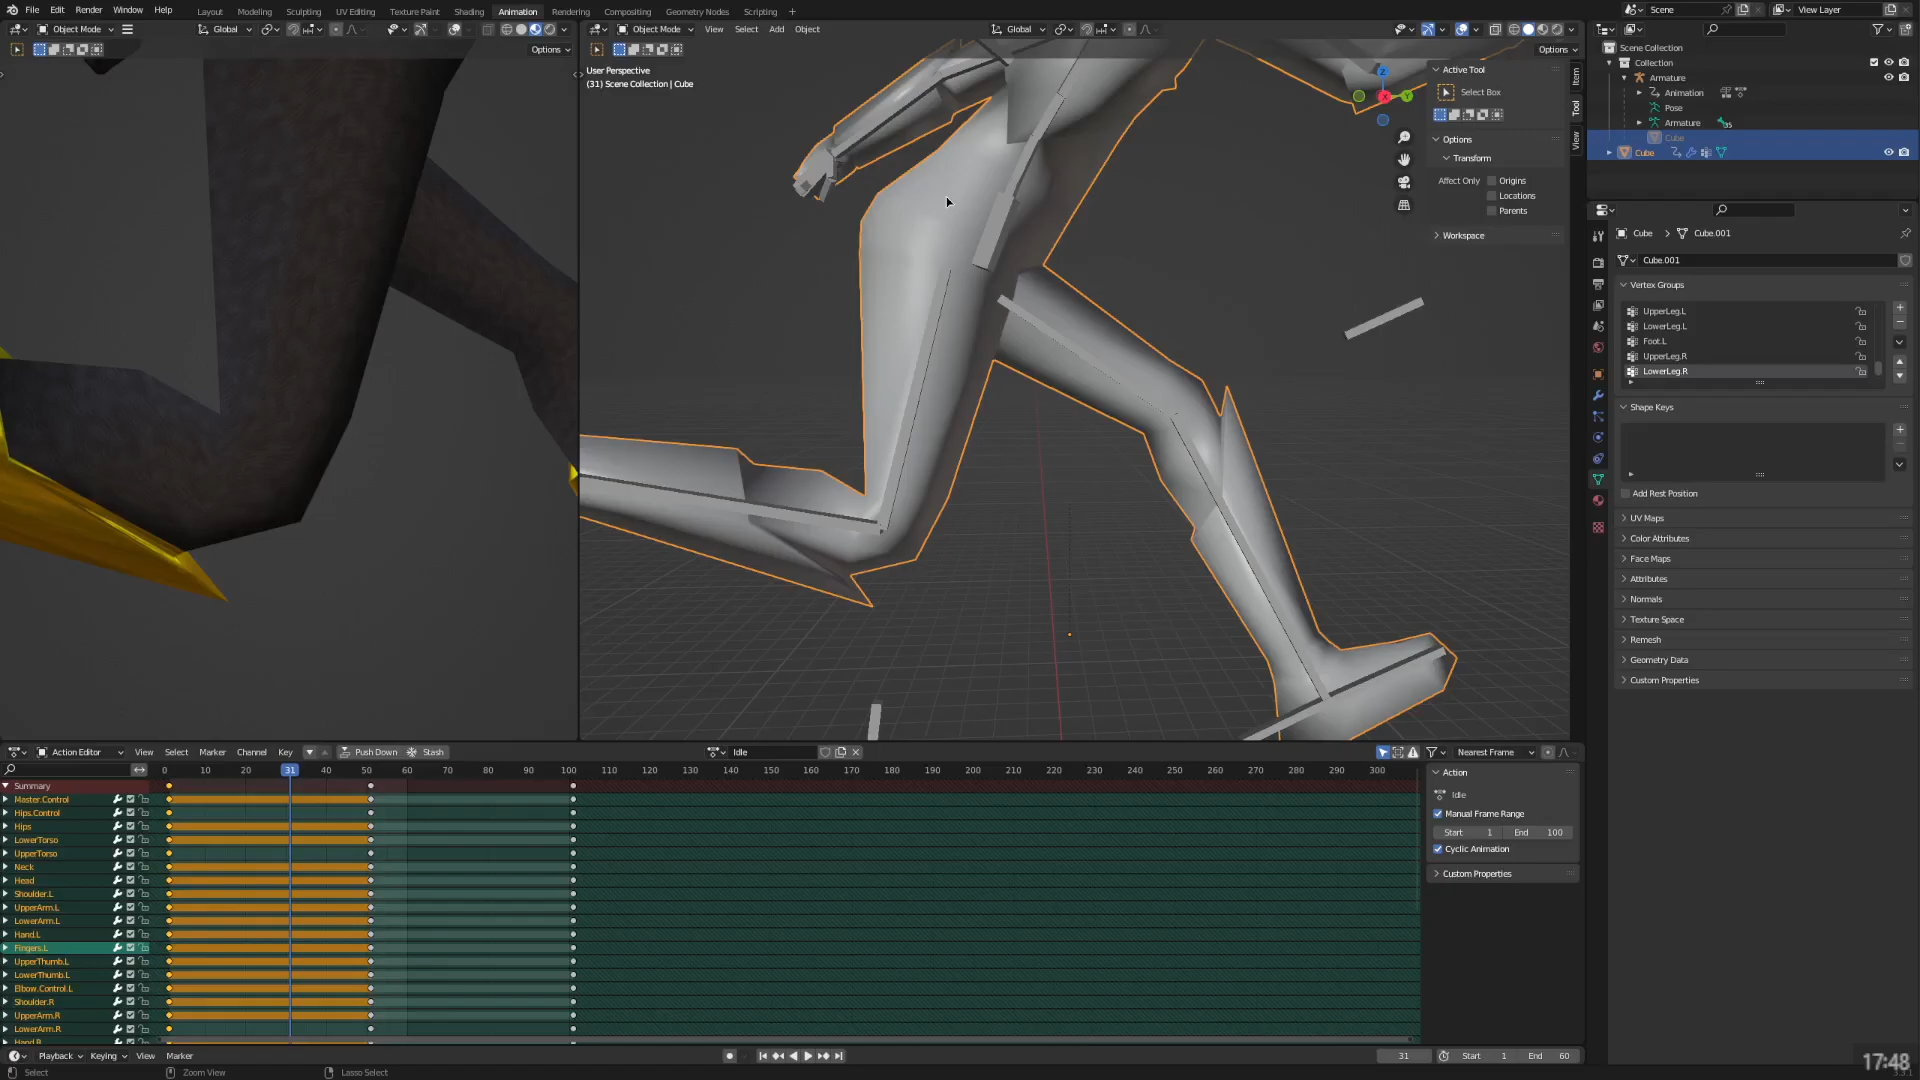 File Edit Render Window Help
Layout Modeling Sculpting UV Editing Texture Paint Shading Animation Rendering Compositing Geometry Nodes Scripting +
Scene
View Layer
Object Mode
Global
Options
Object Mode View Select Add Object
Global
Options
User Perspective
(31) Scene Collection | Cube
Active Tool
Select Box
Options
Transform
Affect Only Origins
Locations
Parents
Workspace
Item
Tool
View
Scene Collection
Collection
Armature
Animation
Pose
Armature
Cube
Cube
Cube Cube.001
Cube.001
Vertex Groups
UpperLeg.L
LowerLeg.L
Foot.L
UpperLeg.R
LowerLeg.R
Shape Keys
Add Rest Position
UV Maps
Color Attributes
Face Maps
Attributes
Normals
Texture Space
Remesh
Geometry Data
Custom Properties
Action Editor View Select Marker Channel Key Push Down Stash
Idle
Nearest Frame
0 10 20 31 40 50 60 70 80 90 100 110 120 130 140 150 160 170 180 190 200 210 220 230 240 250 260 270 280 290 300
Summary
Master.Control
Hips.Control
Hips
LowerTorso
UpperTorso
Neck
Head
Shoulder.L
UpperArm.L
LowerArm.L
Hand.L
Fingers.L
UpperThumb.L
LowerThumb.L
Elbow.Control.L
Shoulder.R
UpperArm.R
LowerArm.R
Hand.R
Action
Idle
Manual Frame Range
Start 1 End 100
Cyclic Animation
Custom Properties
Playback Keying View Marker
31 Start 1 End 60
Select Zoom View Lasso Select
17:48